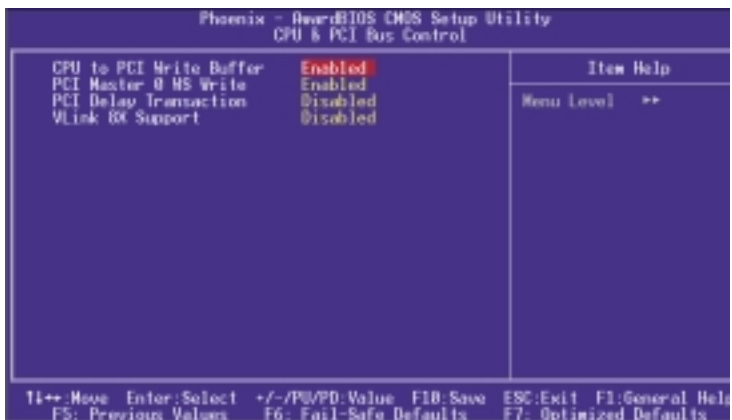 Phoenix - AwardBIOS CMOS Setup Utility
CPU & PCI Bus Control
CPU to PCI Write Buffer Enabled
PCI Master 0 WS Write Enabled
PCI Delay Transaction Disabled
VLink 8X Support Disabled
Item Help
Menu Level ►►
↑↓←→:Move Enter:Select +/-/PU/PD:Value F10:Save ESC:Exit F1:General Help
F5: Previous Values F6: Fail-Safe Defaults F7: Optimized Defaults